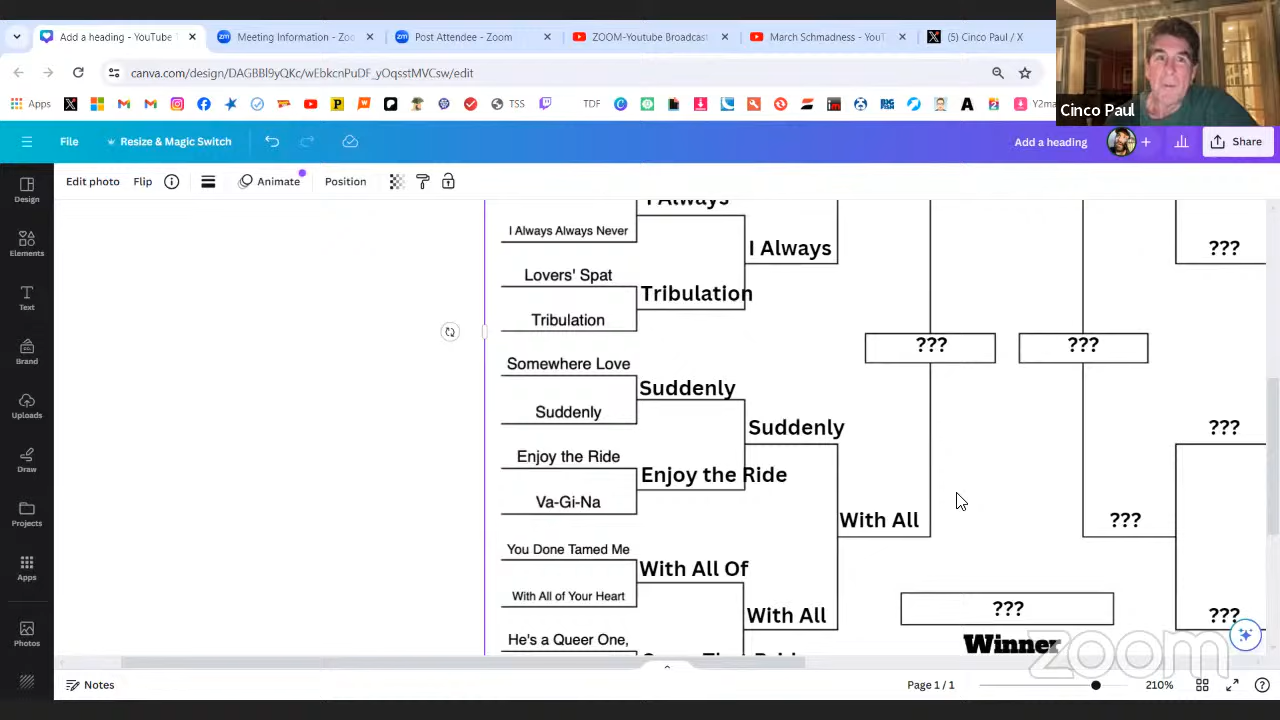 Add a heading - YouTube T
Meeting Information - Zoo
Post Attendee - Zoom
ZOOM-Youtube Broadcast
March Schmadness - YouT
(5) Cinco Paul / X
canva.com/design/DAGBBl9yQKc/wEbkcnPuDF_yOqsstMVCsw/edit
Apps
TSS
TDF
Y2ma
Cinco Paul
File
Resize & Magic Switch
Add a heading
Share
Edit photo
Flip
Animate
Position
Design
Elements
Text
Brand
Uploads
Draw
Projects
Apps
Photos
I Always
I Always Always Never
I Always
???
Lovers' Spat
Tribulation
Tribulation
???
???
Somewhere Love
Suddenly
Suddenly
Suddenly
???
Enjoy the Ride
Enjoy the Ride
Va-Gi-Na
With All
???
You Done Tamed Me
With All Of
With All of Your Heart
With All
???
???
He's a Queer One,
Winner
zoom
Notes
Page 1 / 1
210%